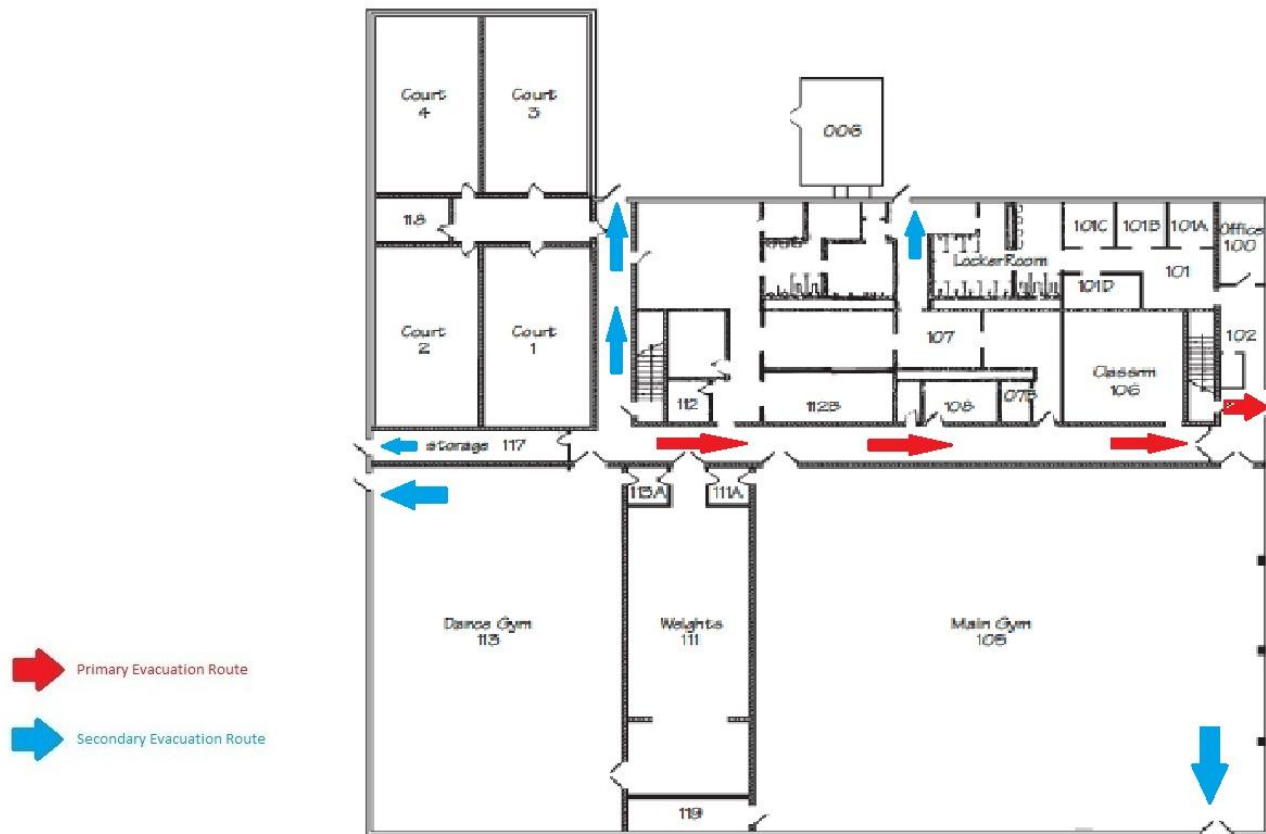 Court
4
Court
3
006
118
101C
101B
101A
Office
100
Locker Room
101
101D
Court
2
Court
1
107
102
Classrm
106
112
112B
108
storage 117
113A
111A
Dance Gym
113
Weights
111
Main Gym
105
119
Primary Evacuation Route
Secondary Evacuation Route